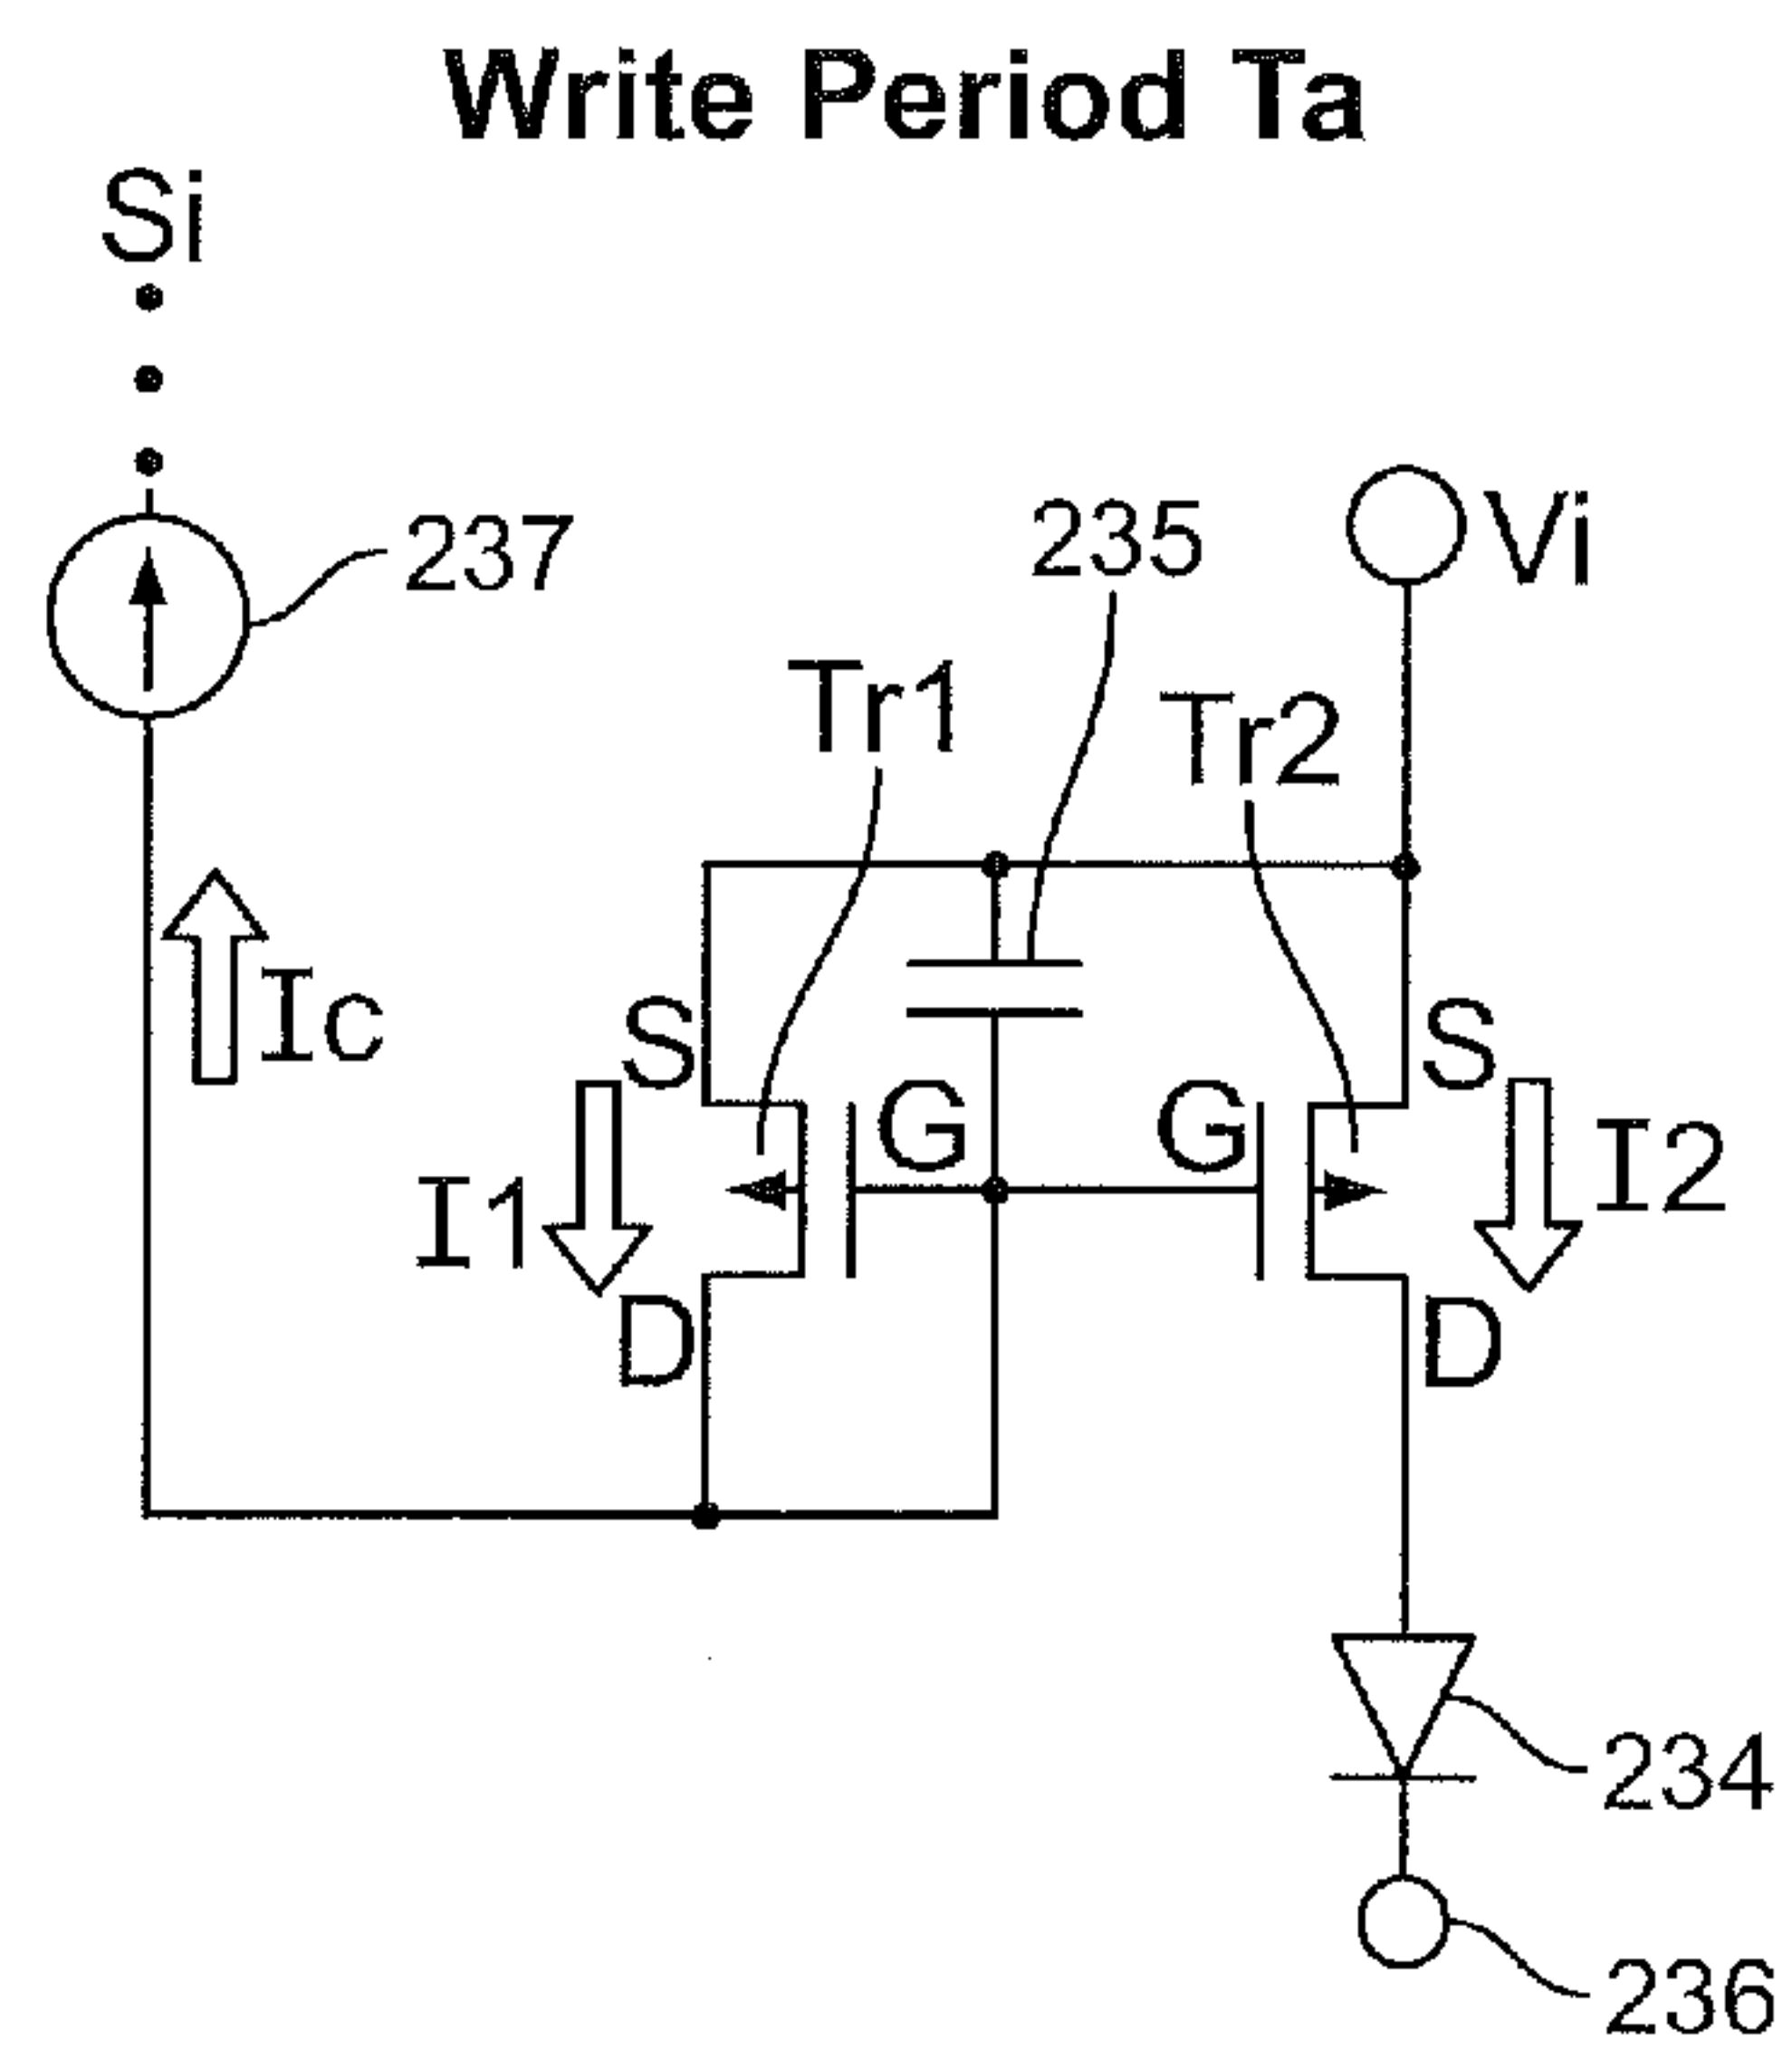 Write Period Ta
Si
237
235
Vi
Tr1
Tr2
Ic
S
S
G
G
I1
I2
D
D
234
236